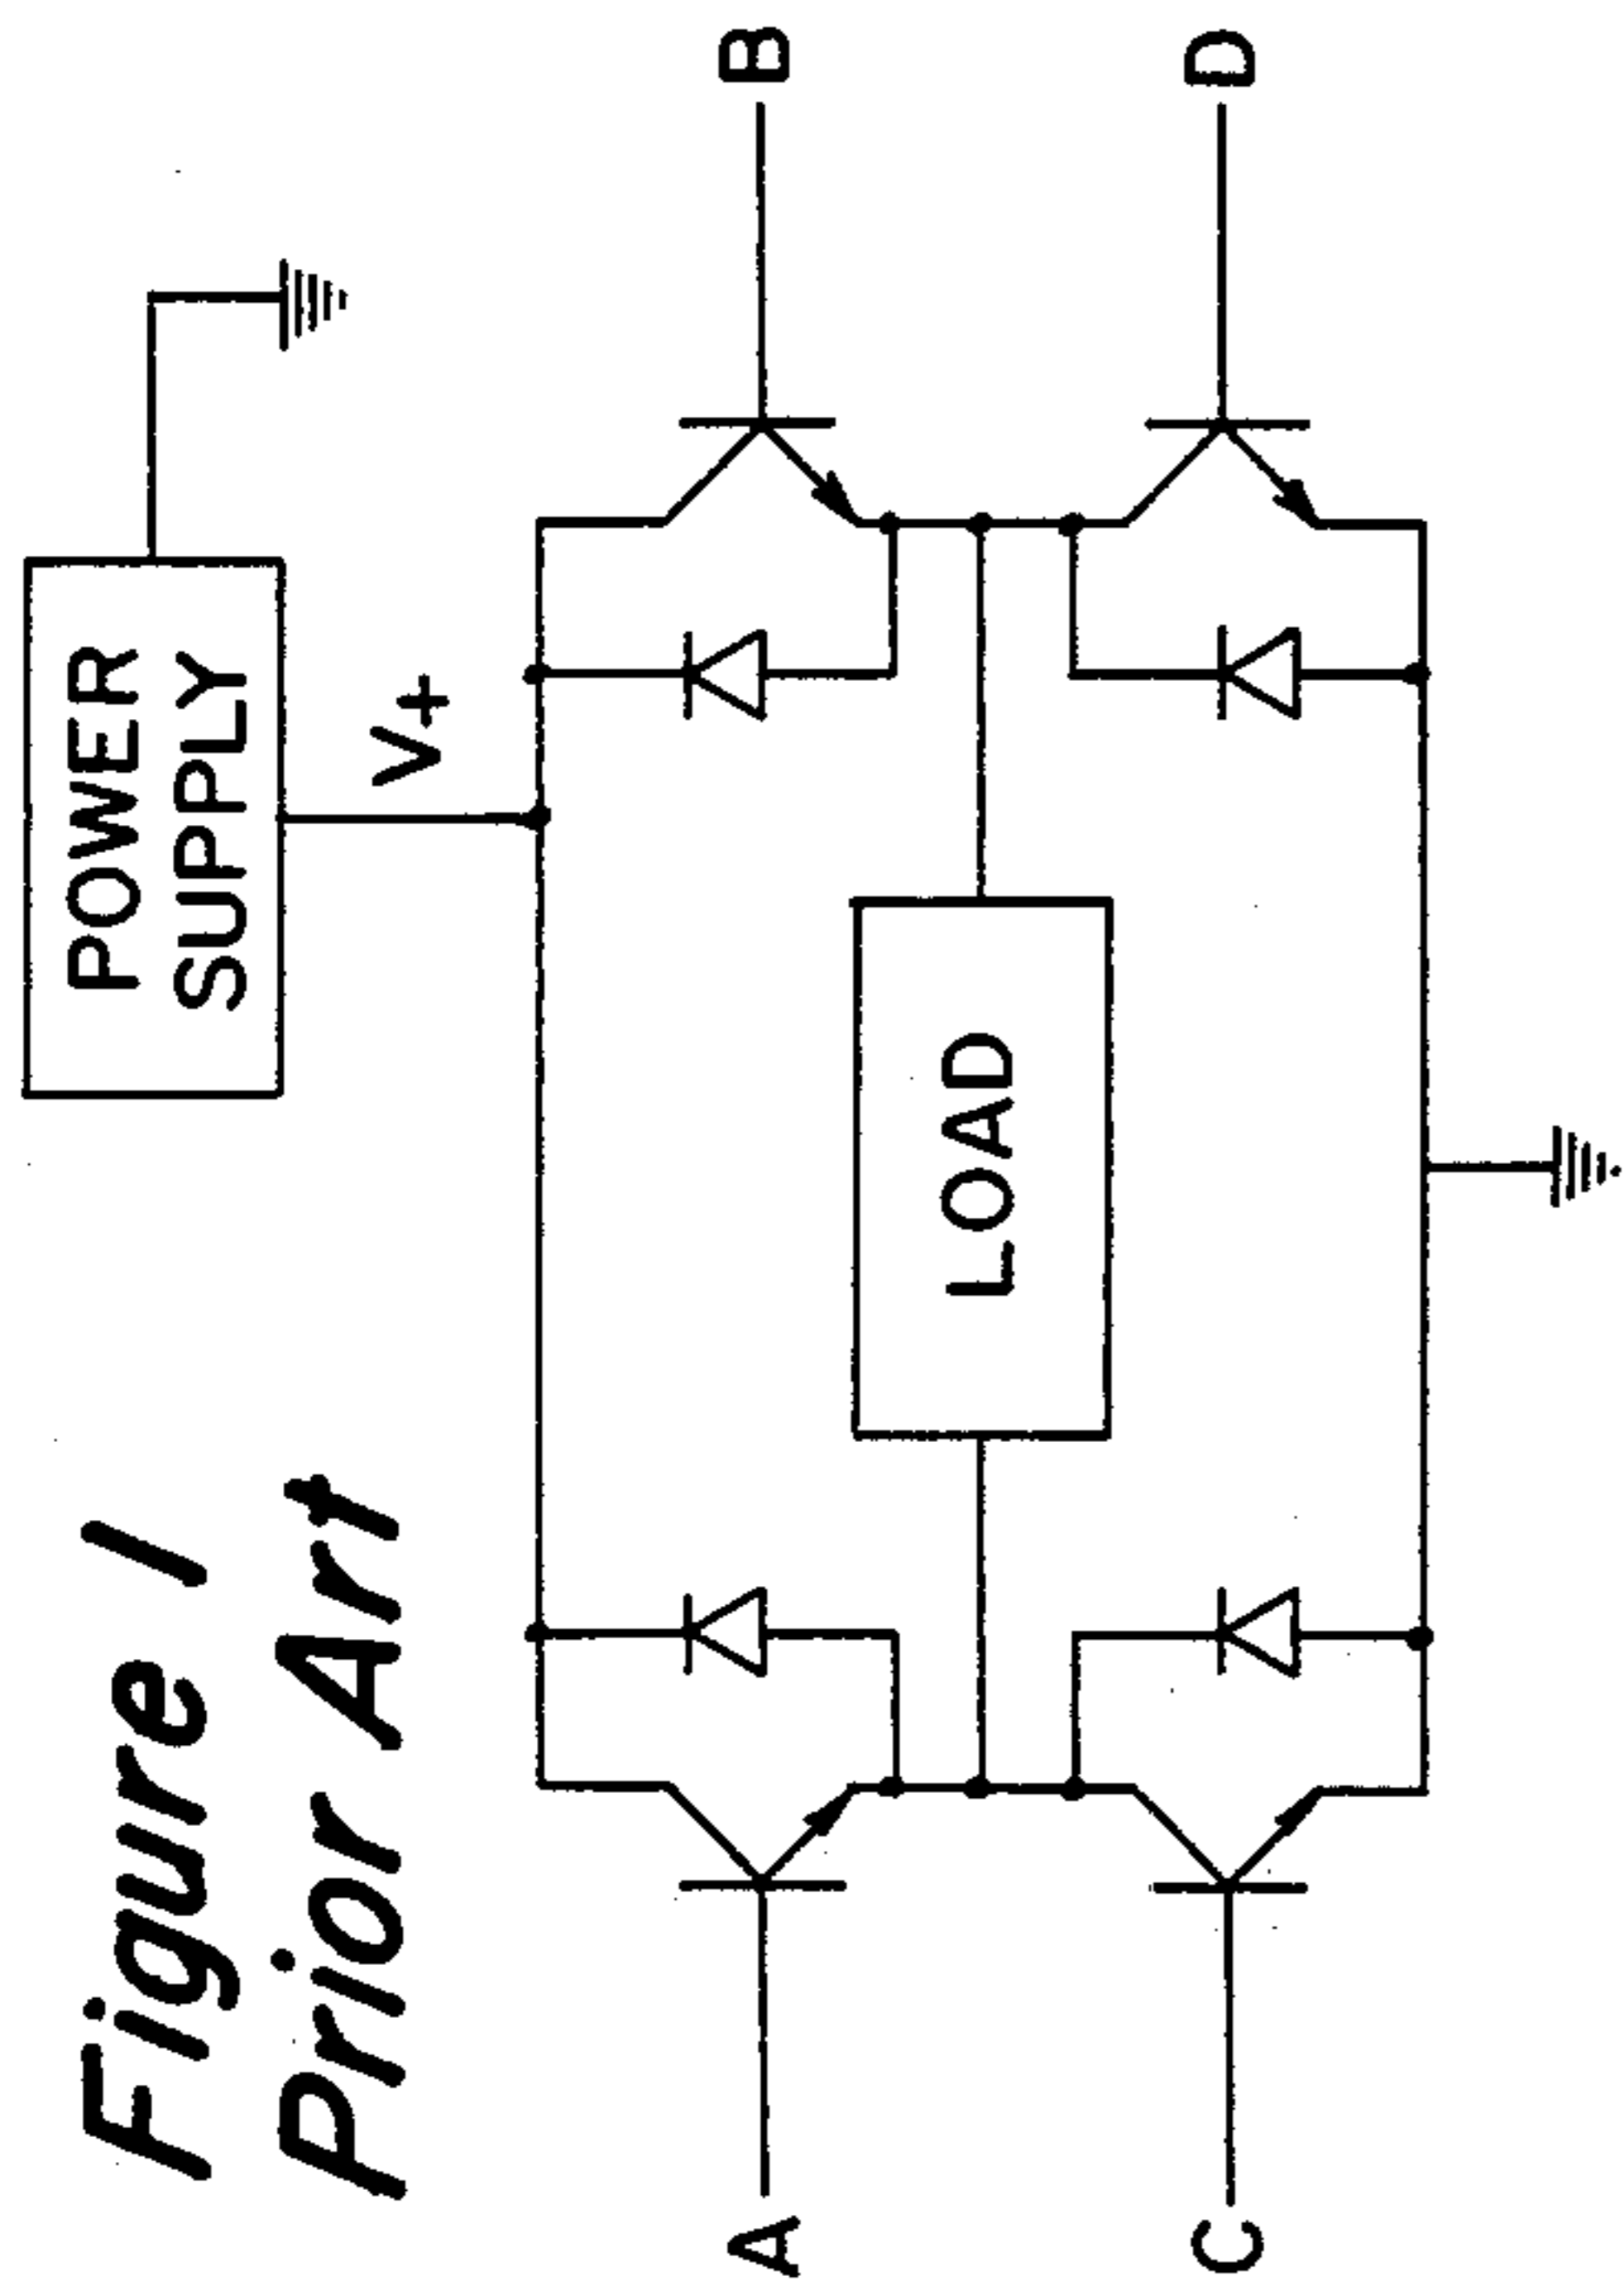 Figure 1
Prior Art
POWER
SUPPLY
V+
A
B
LOAD
C
D